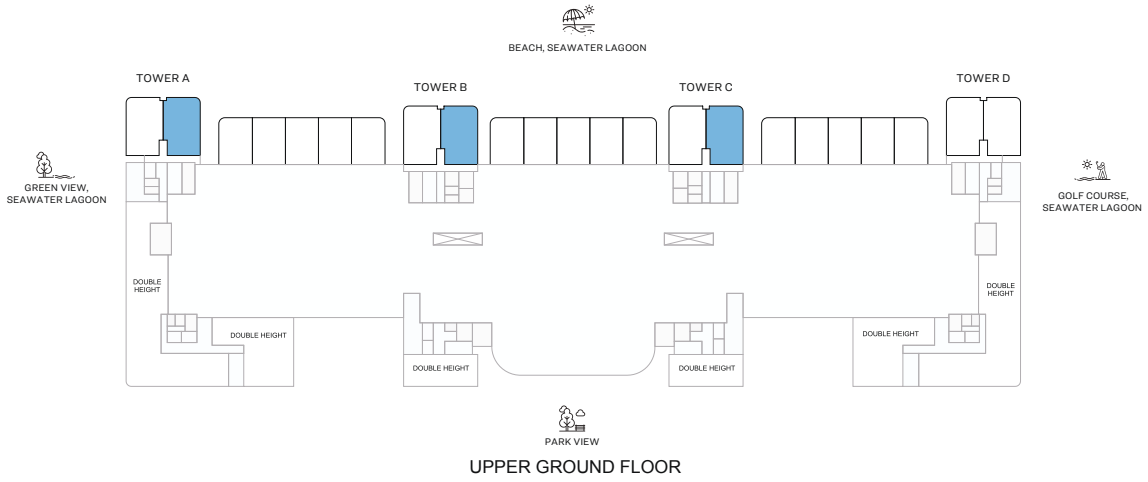 BEACH, SEAWATER LAGOON
TOWER A
TOWER B
TOWER C
TOWER D
GREEN VIEW,
SEAWATER LAGOON
GOLF COURSE,
SEAWATER LAGOON
DOUBLE
HEIGHT
DOUBLE
HEIGHT
DOUBLE HEIGHT
DOUBLE HEIGHT
DOUBLE HEIGHT
DOUBLE HEIGHT
PARK VIEW
UPPER GROUND FLOOR